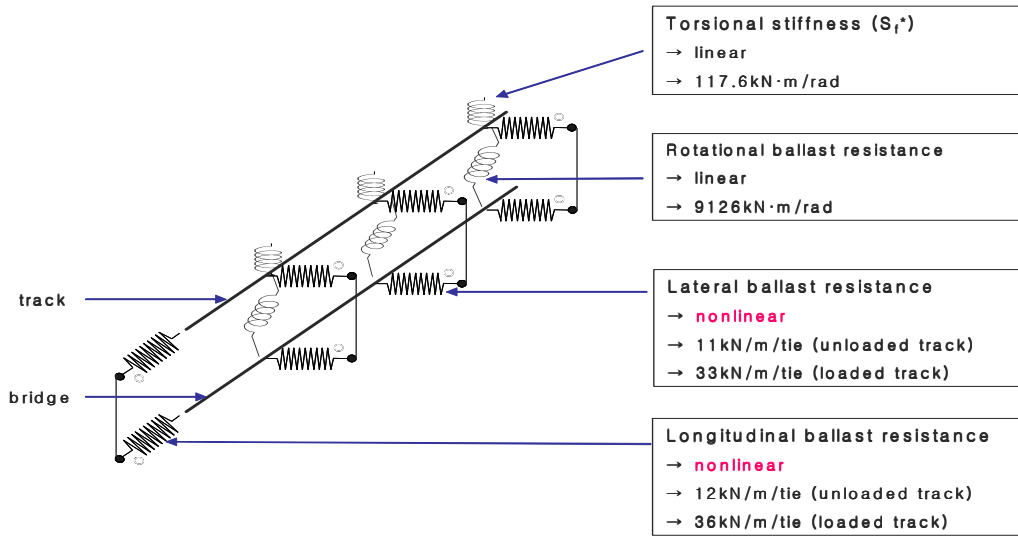 Torsional stiffness (Sf*)
→ linear
→ 117.6kN·m/rad
Rotational ballast resistance
→ linear
→ 9126kN·m/rad
Lateral ballast resistance
→ nonlinear
→ 11kN/m/tie (unloaded track)
→ 33kN/m/tie (loaded track)
Longitudinal ballast resistance
→ nonlinear
→ 12kN/m/tie (unloaded track)
→ 36kN/m/tie (loaded track)
track
bridge